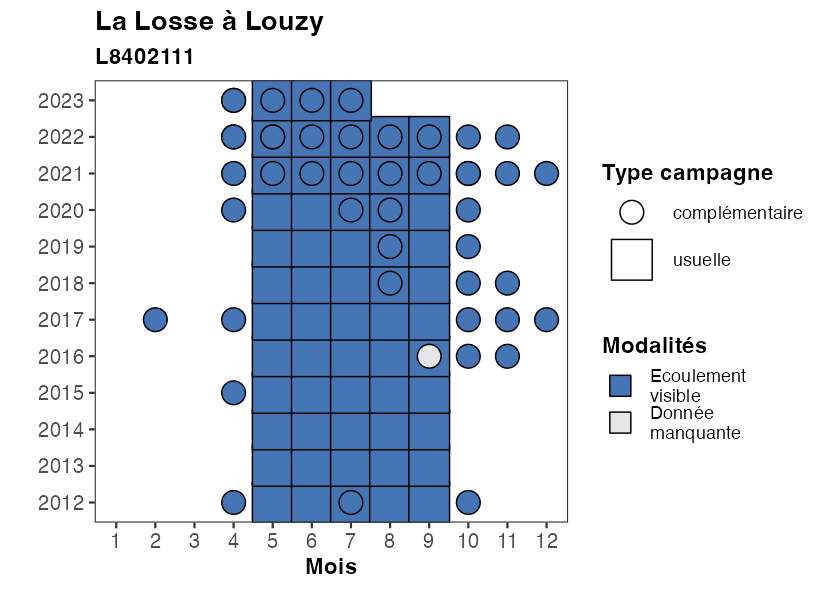 La Losse à Louzy
L8402111
2023
2022
2021
2020
2019
2018
2017
2016
2015
2014
2013
2012
1 2 3 4 5 6 7 8 9 10 11 12
Mois
Type campagne
complémentaire
usuelle
Modalités
Ecoulement
visible
Donnée
manquante